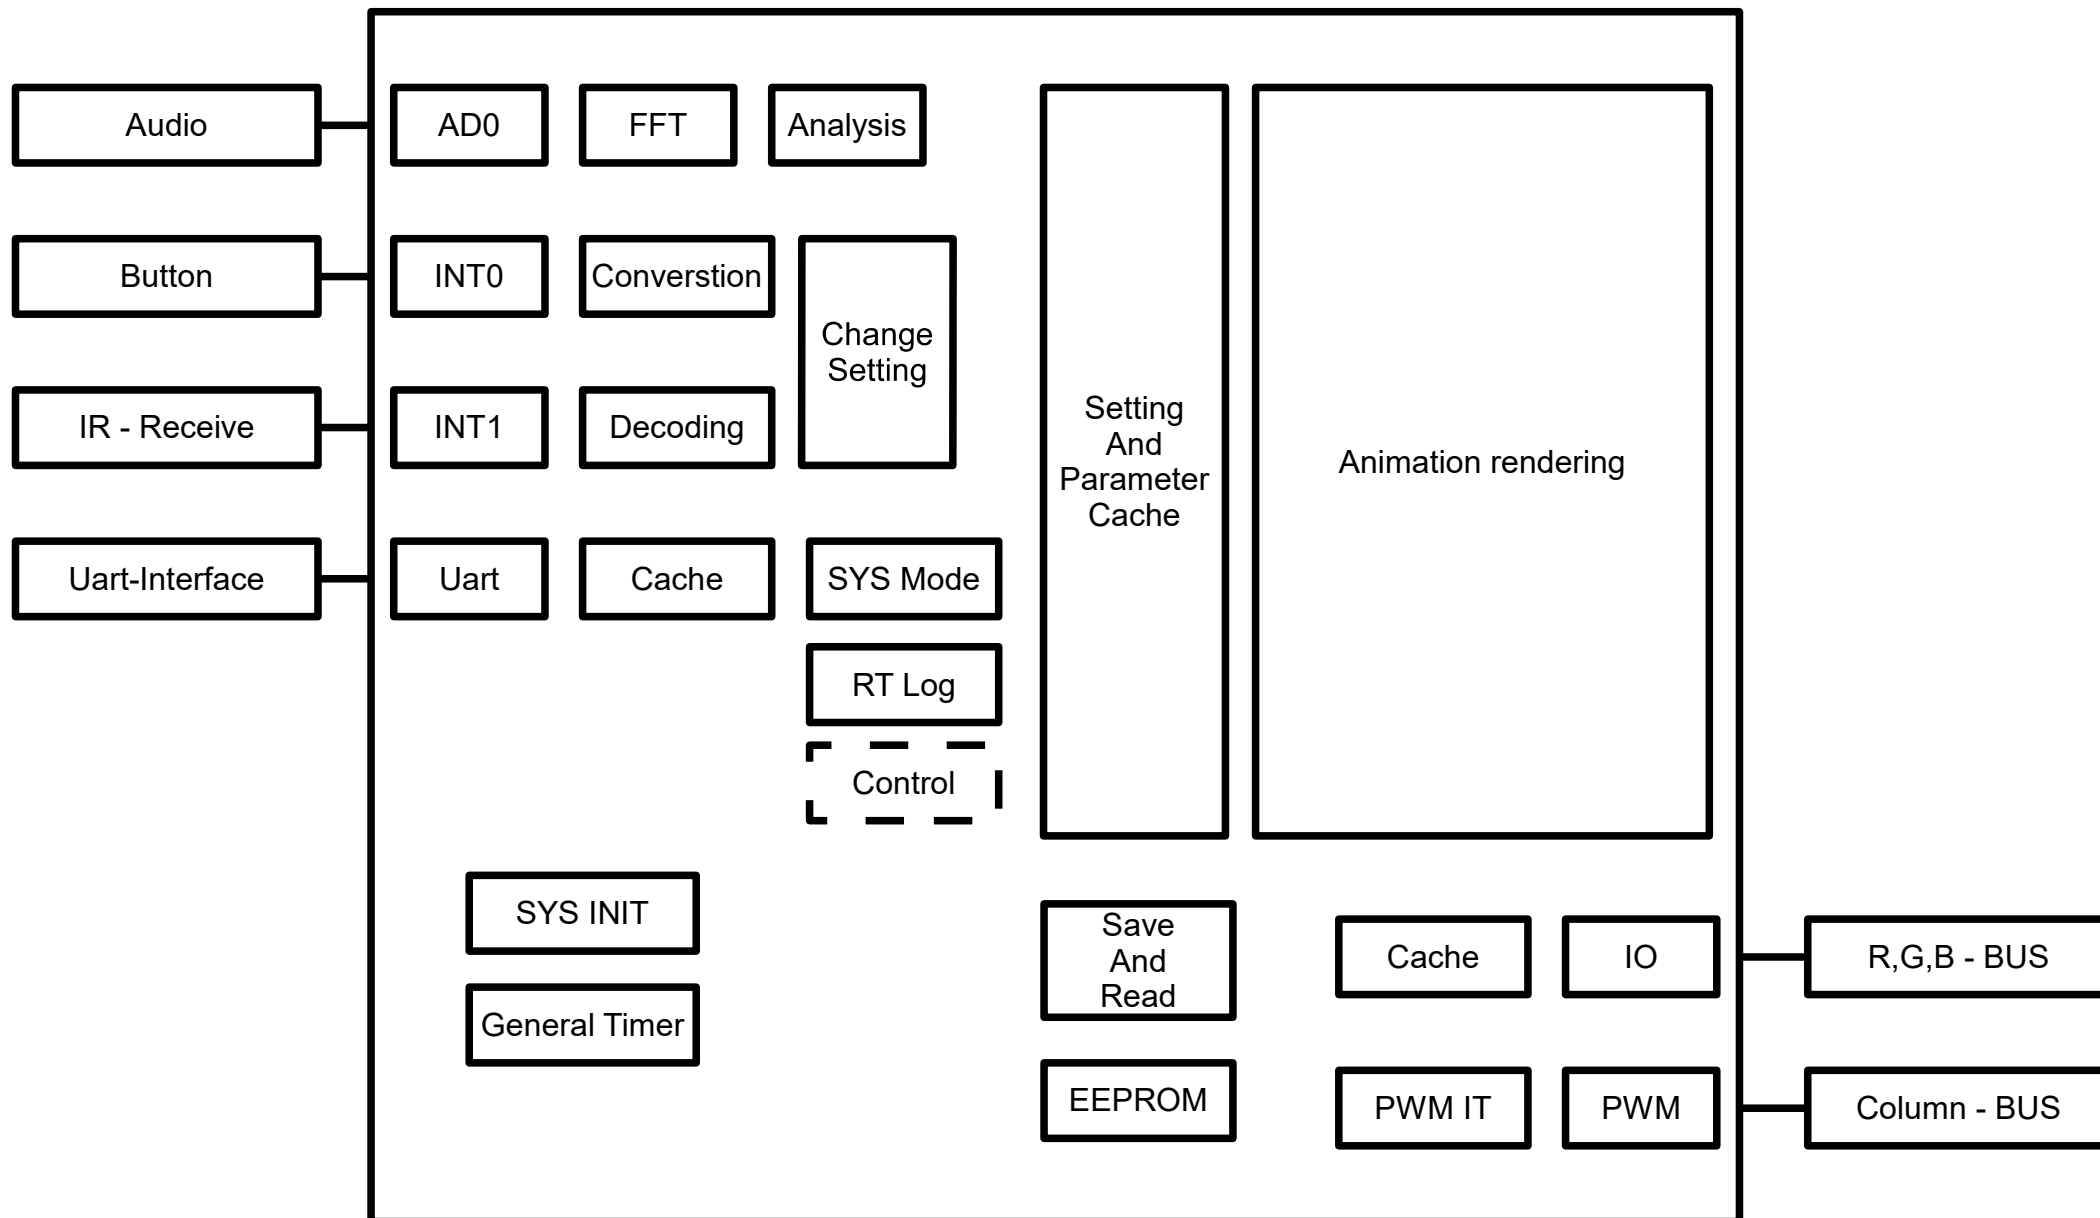 Audio
AD0
FFT
Analysis
Button
INT0
Converstion
Change
Setting
IR - Receive
INT1
Decoding
Setting
And
Parameter
Cache
Animation rendering
Uart-Interface
Uart
Cache
SYS Mode
RT Log
Control
SYS INIT
General Timer
Save
And
Read
Cache
IO
R,G,B - BUS
EEPROM
PWM IT
PWM
Column - BUS